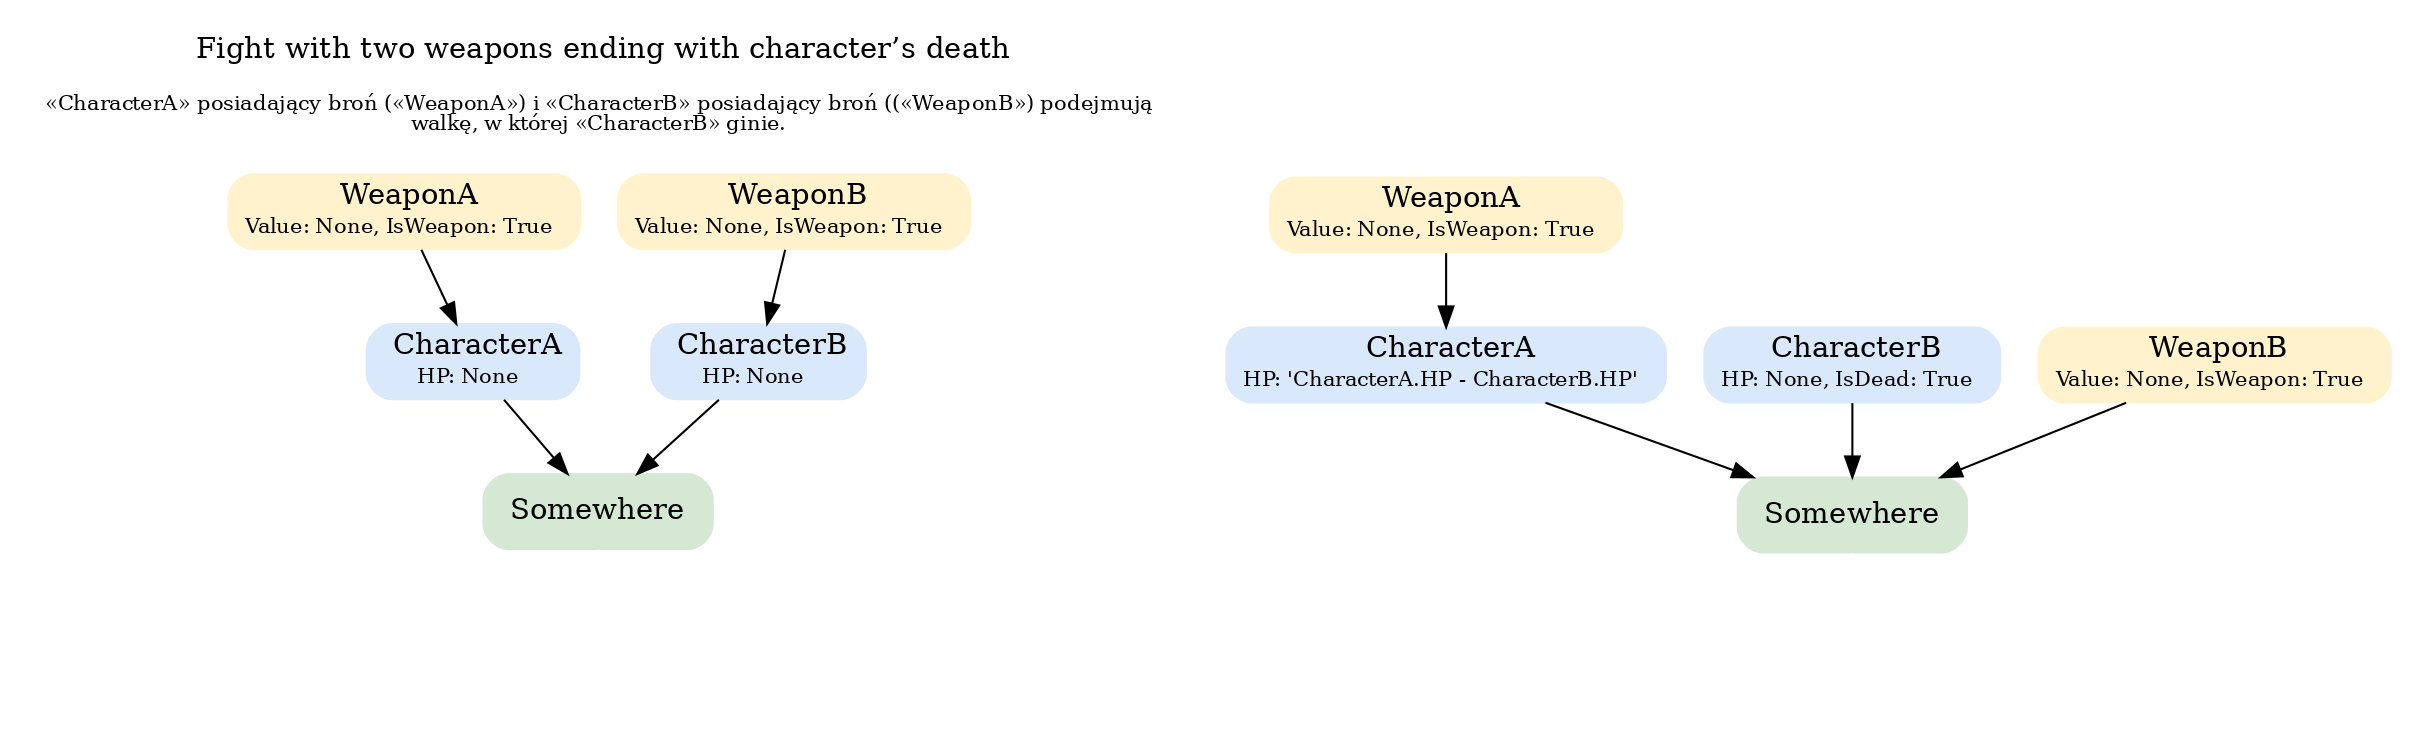 Fight with two weapons ending with character’s death
«CharacterA» posiadający broń («WeaponA») i «CharacterB» posiadający broń ((«WeaponB») podejmują
walkę, w której «CharacterB» ginie.
WeaponA
Value: None, IsWeapon: True
WeaponB
Value: None, IsWeapon: True
CharacterA
HP: None
CharacterB
HP: None
Somewhere
WeaponA
Value: None, IsWeapon: True
CharacterA
HP: 'CharacterA.HP - CharacterB.HP'
CharacterB
HP: None, IsDead: True
WeaponB
Value: None, IsWeapon: True
Somewhere